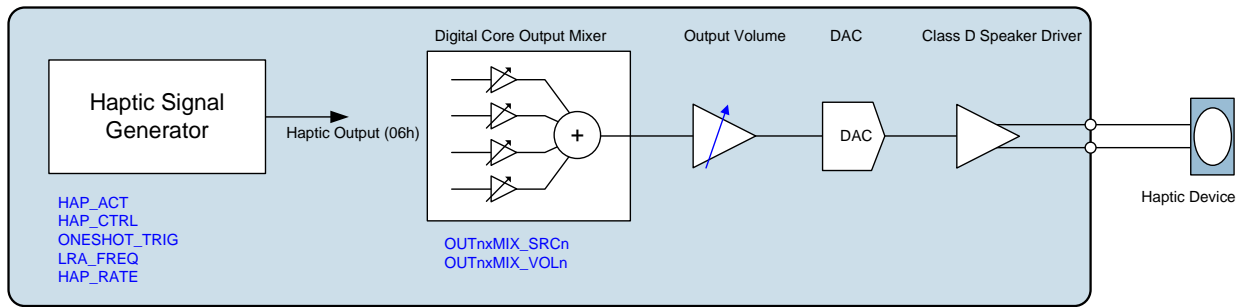 Digital Core Output Mixer
Output Volume
DAC
Class D Speaker Driver
Haptic Signal
Generator
Haptic Output (06h)
+
DAC
Haptic Device
HAP_ACT
HAP_CTRL
ONESHOT_TRIG
LRA_FREQ
HAP_RATE
OUTnxMIX_SRCn
OUTnxMIX_VOLn